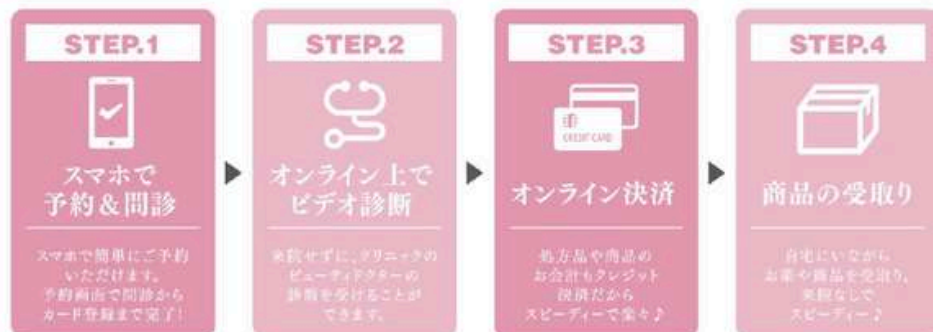 STEP.1
スマホで
予約&問診
スマホで簡単にご予約
いただけます。
予約画面で問診から
カード登録まで完了!
STEP.2
オンライン上で
ビデオ診断
来院せずに、クリニックの
ビューティドクターの
診断を受けることが
できます。
STEP.3
CREDIT CARD
オンライン決済
処方品や商品の
お会計もクレジット
決済だから
スピーディーで楽々♪
STEP.4
商品の受取り
自宅にいながら
お薬や商品を受取り。
来院なしで
スピーディー♪